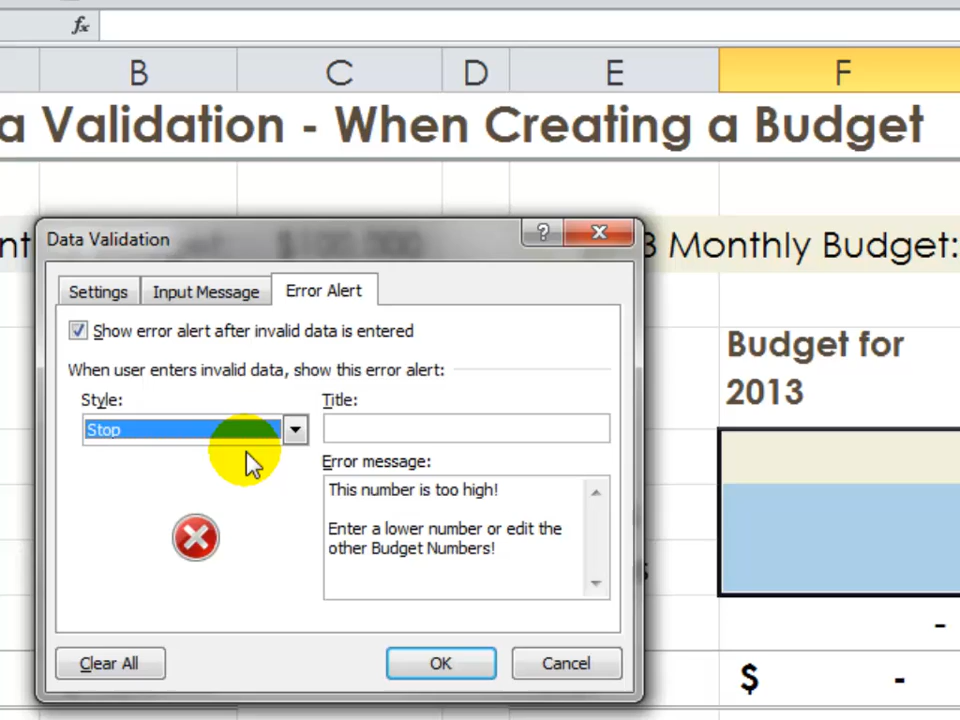 fx
B C D E F
a Validation - When Creating a Budget
nt
$100,000
3 Monthly Budget:
Data Validation
?
Settings Input Message Error Alert
Show error alert after invalid data is entered
When user enters invalid data, show this error alert:
Style: Title:
Stop
Error message:
This number is too high!
Enter a lower number or edit the
other Budget Numbers!
Clear All OK Cancel
Budget for
2013
s
-
$ -